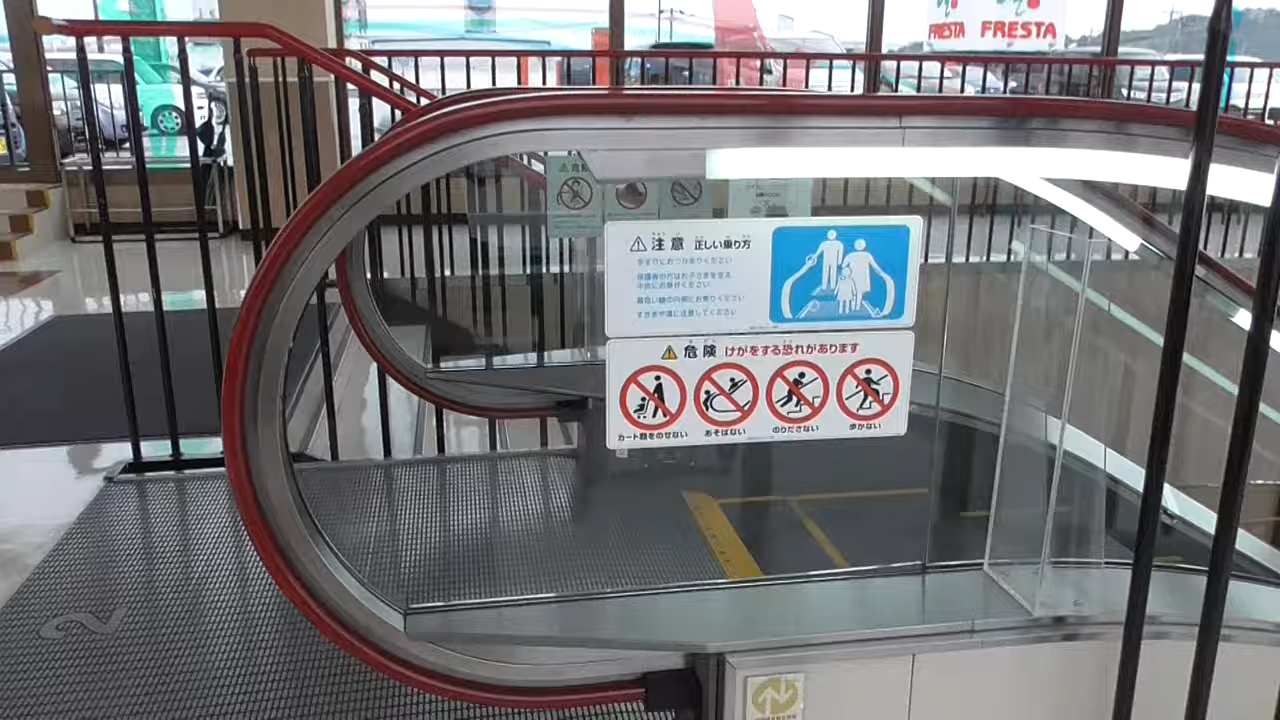 FRESTA FRESTA
危険
注意 正しい乗り方
手すりにおつかまりください
保護者の方はお子さまを足元
中央にお乗せください
黄色い線の内側にお乗りください
すきまや溝に注意してください
危険 けがをする恐れがあります
カート類をのせない あそばない のりださない 歩かない
2